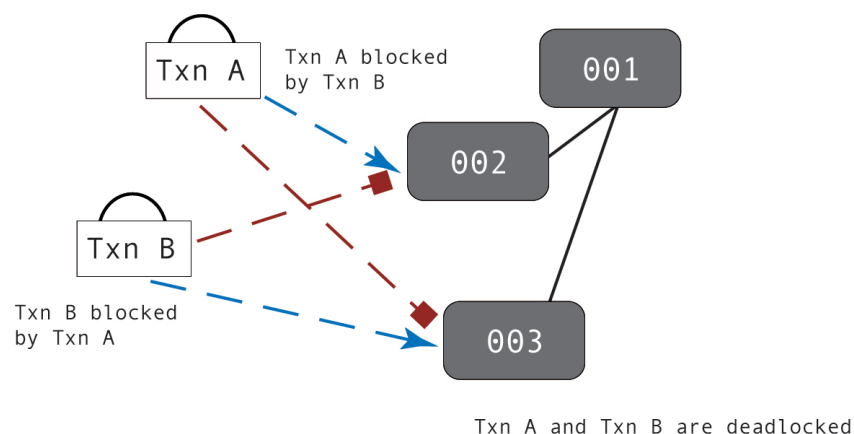 Txn A
Txn A blocked
by Txn B
001
002
Txn B
Txn B blocked
by Txn A
003
Txn A and Txn B are deadlocked